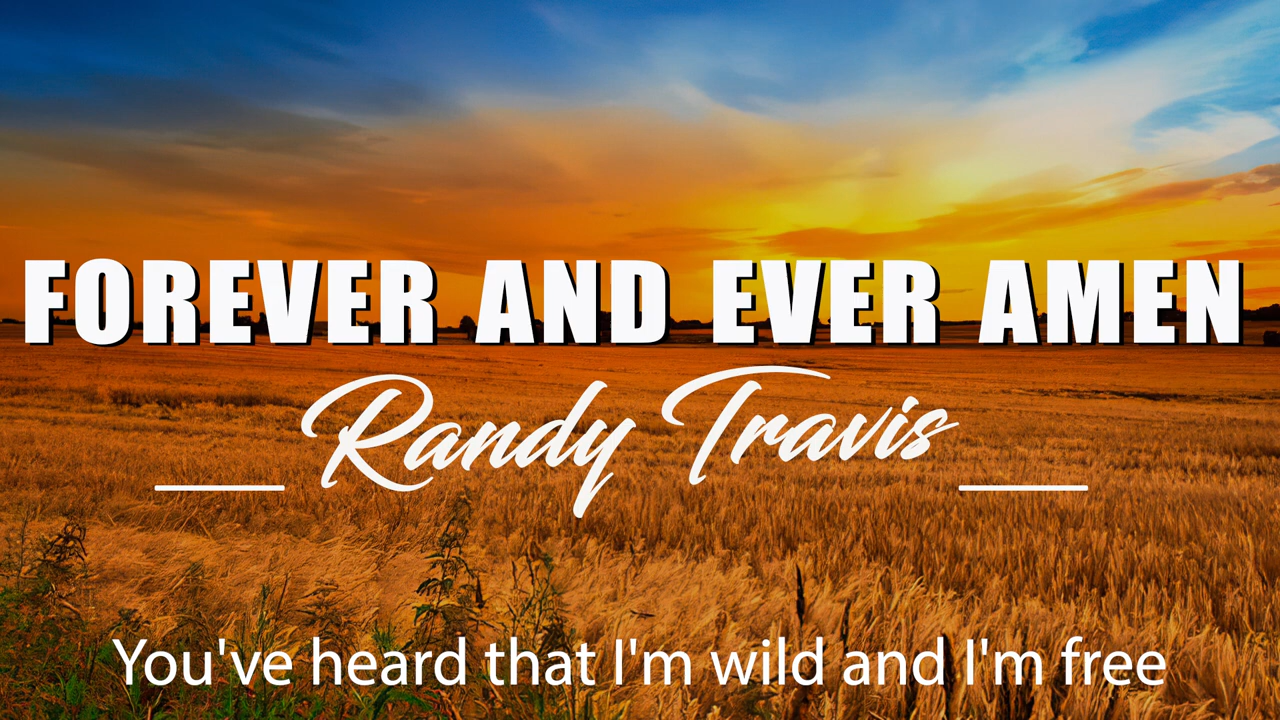 FOREVER AND EVER AMEN
Randy Travis
You've heard that I'm wild and I'm free